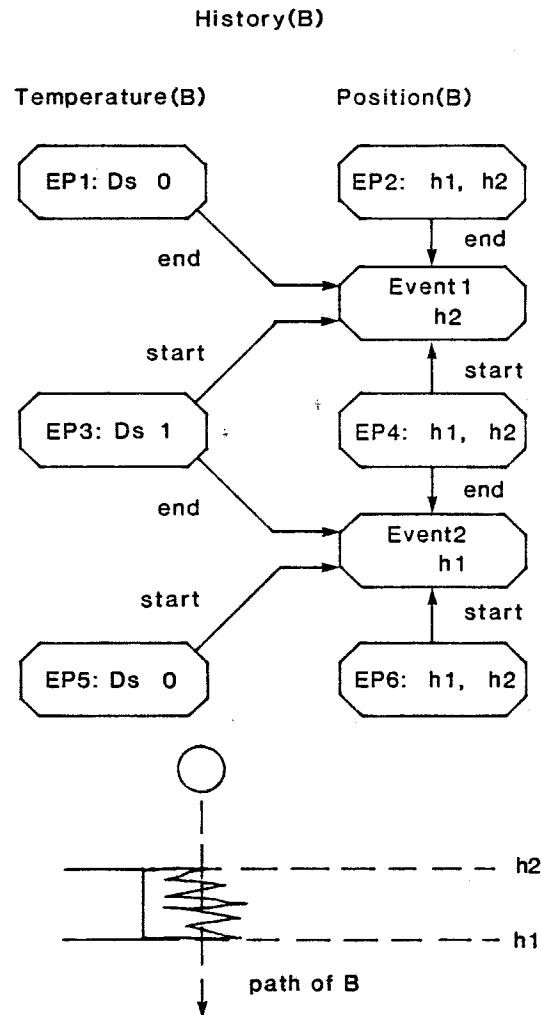 History(B)
Temperature(B) Position(B)
EP1: Ds 0 EP2: h1, h2
end end
Event1
h2
start start
EP3: Ds 1 EP4: h1, h2
end end
Event2
h1
start start
EP5: Ds 0 EP6: h1, h2
h2
h1
path of B